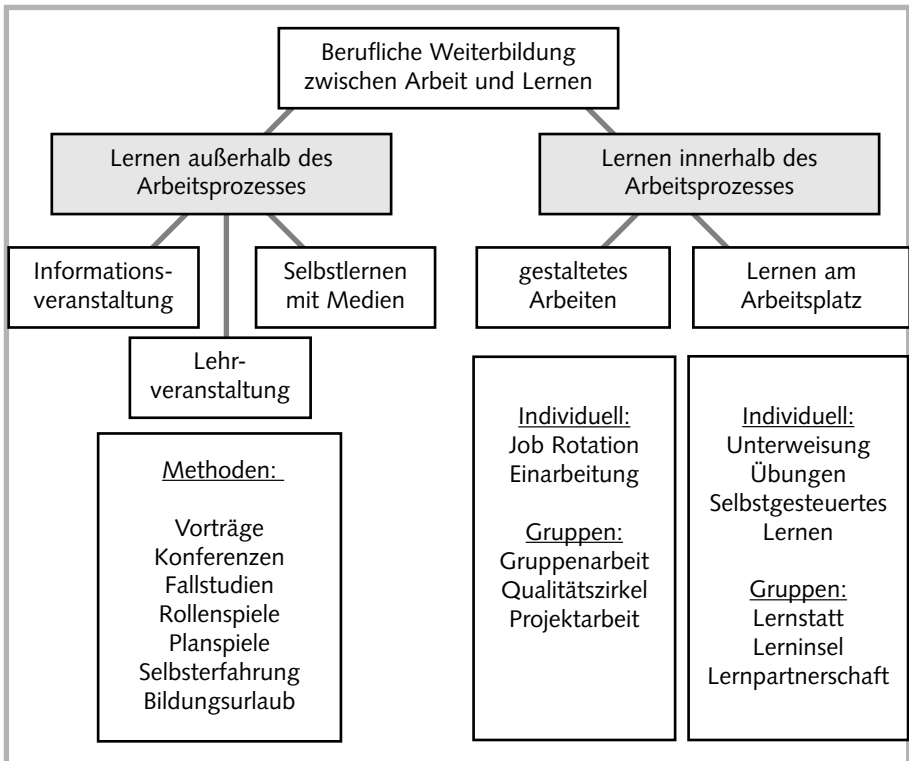 Berufliche Weiterbildung
zwischen Arbeit und Lernen
Lernen außerhalb des
Arbeitsprozesses
Lernen innerhalb des
Arbeitsprozesses
Informations-
veranstaltung
Selbstlernen
mit Medien
gestaltetes
Arbeiten
Lernen am
Arbeitsplatz
Lehr-
veranstaltung
Methoden:
Vorträge
Konferenzen
Fallstudien
Rollenspiele
Planspiele
Selbsterfahrung
Bildungsurlaub
Individuell:
Job Rotation
Einarbeitung
Gruppen:
Gruppenarbeit
Qualitätszirkel
Projektarbeit
Individuell:
Unterweisung
Übungen
Selbstgesteuertes
Lernen
Gruppen:
Lernstatt
Lerninsel
Lernpartnerschaft